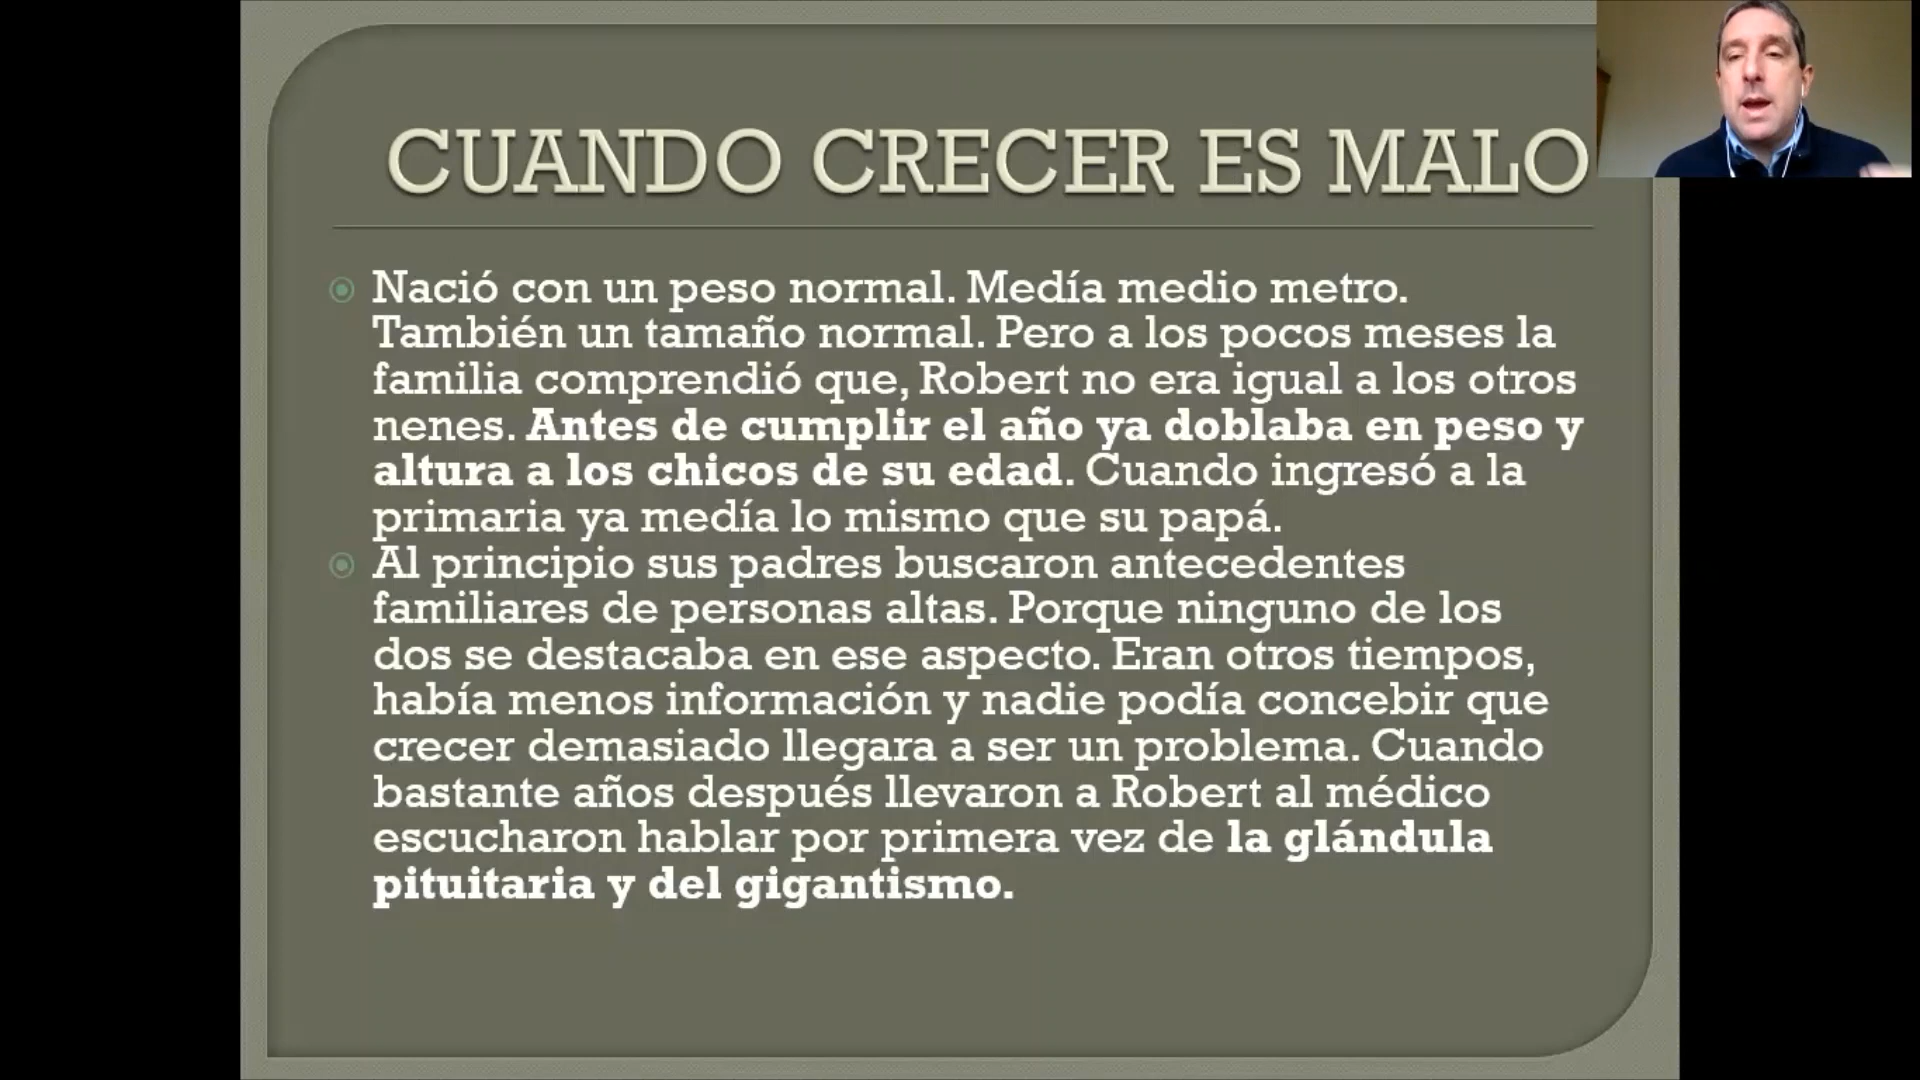 CUANDO CRECER ES MALO
Nació con un peso normal. Medía medio metro.
También un tamaño normal. Pero a los pocos meses la
familia comprendió que, Robert no era igual a los otros
nenes. Antes de cumplir el año ya doblaba en peso y
altura a los chicos de su edad. Cuando ingresó a la
primaria ya medía lo mismo que su papá.
Al principio sus padres buscaron antecedentes
familiares de personas altas. Porque ninguno de los
dos se destacaba en ese aspecto. Eran otros tiempos,
había menos información y nadie podía concebir que
crecer demasiado llegara a ser un problema. Cuando
bastante años después llevaron a Robert al médico
escucharon hablar por primera vez de la glándula
pituitaria y del gigantismo.